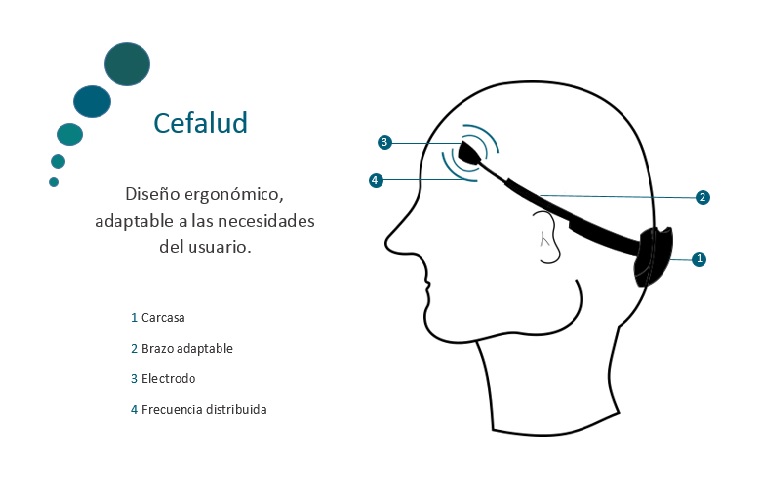 Cefalud
Diseño ergonómico,
adaptable a las necesidades
del usuario.
1 Carcasa
2 Brazo adaptable
3 Electrodo
4 Frecuencia distribuida
3
4
2
1